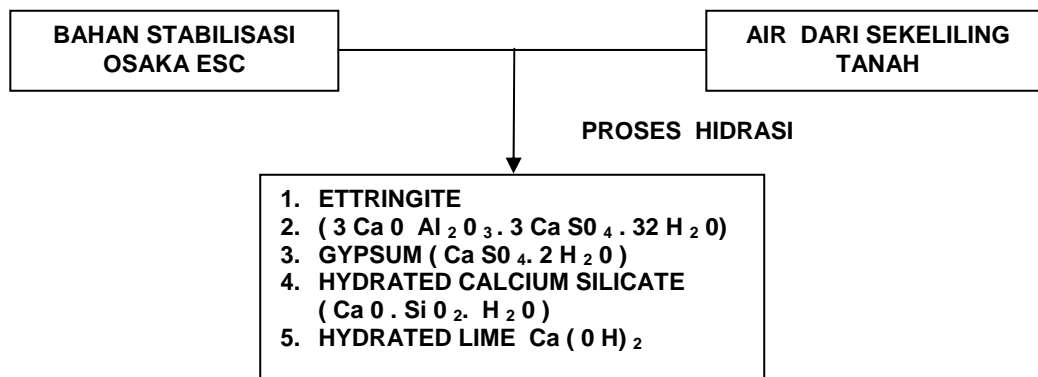 BAHAN STABILISASI
OSAKA ESC
AIR DARI SEKELILING
TANAH
PROSES HIDRASI
1. ETTRINGITE
2. ( 3 Ca 0 Al ₂ 0 ₃ . 3 Ca S0 ₄ . 32 H ₂ 0)
3. GYPSUM ( Ca S0 ₄. 2 H ₂ 0 )
4. HYDRATED CALCIUM SILICATE
( Ca 0 . Si 0 ₂. H ₂ 0 )
5. HYDRATED LIME Ca ( 0 H) ₂